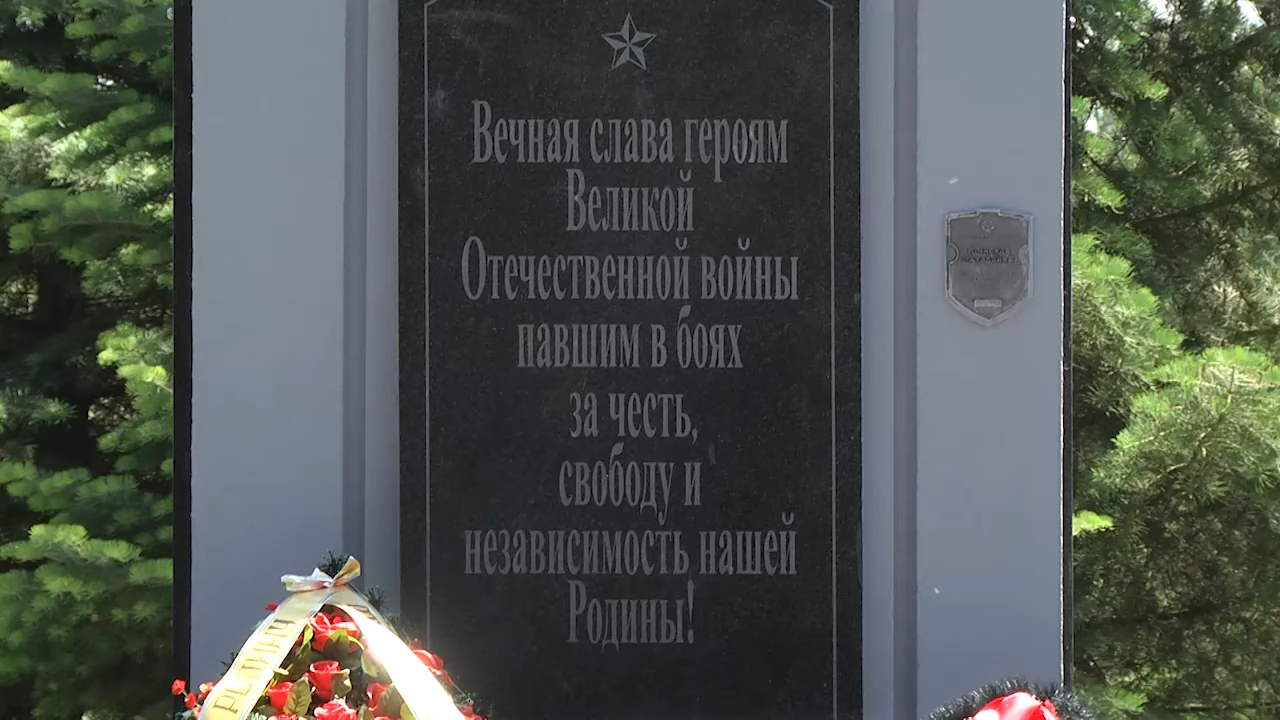 Вечная слава героям
Великой
Отечественной войны
павшим в боях
за честь,
свободу и
независимость нашей
Родины!